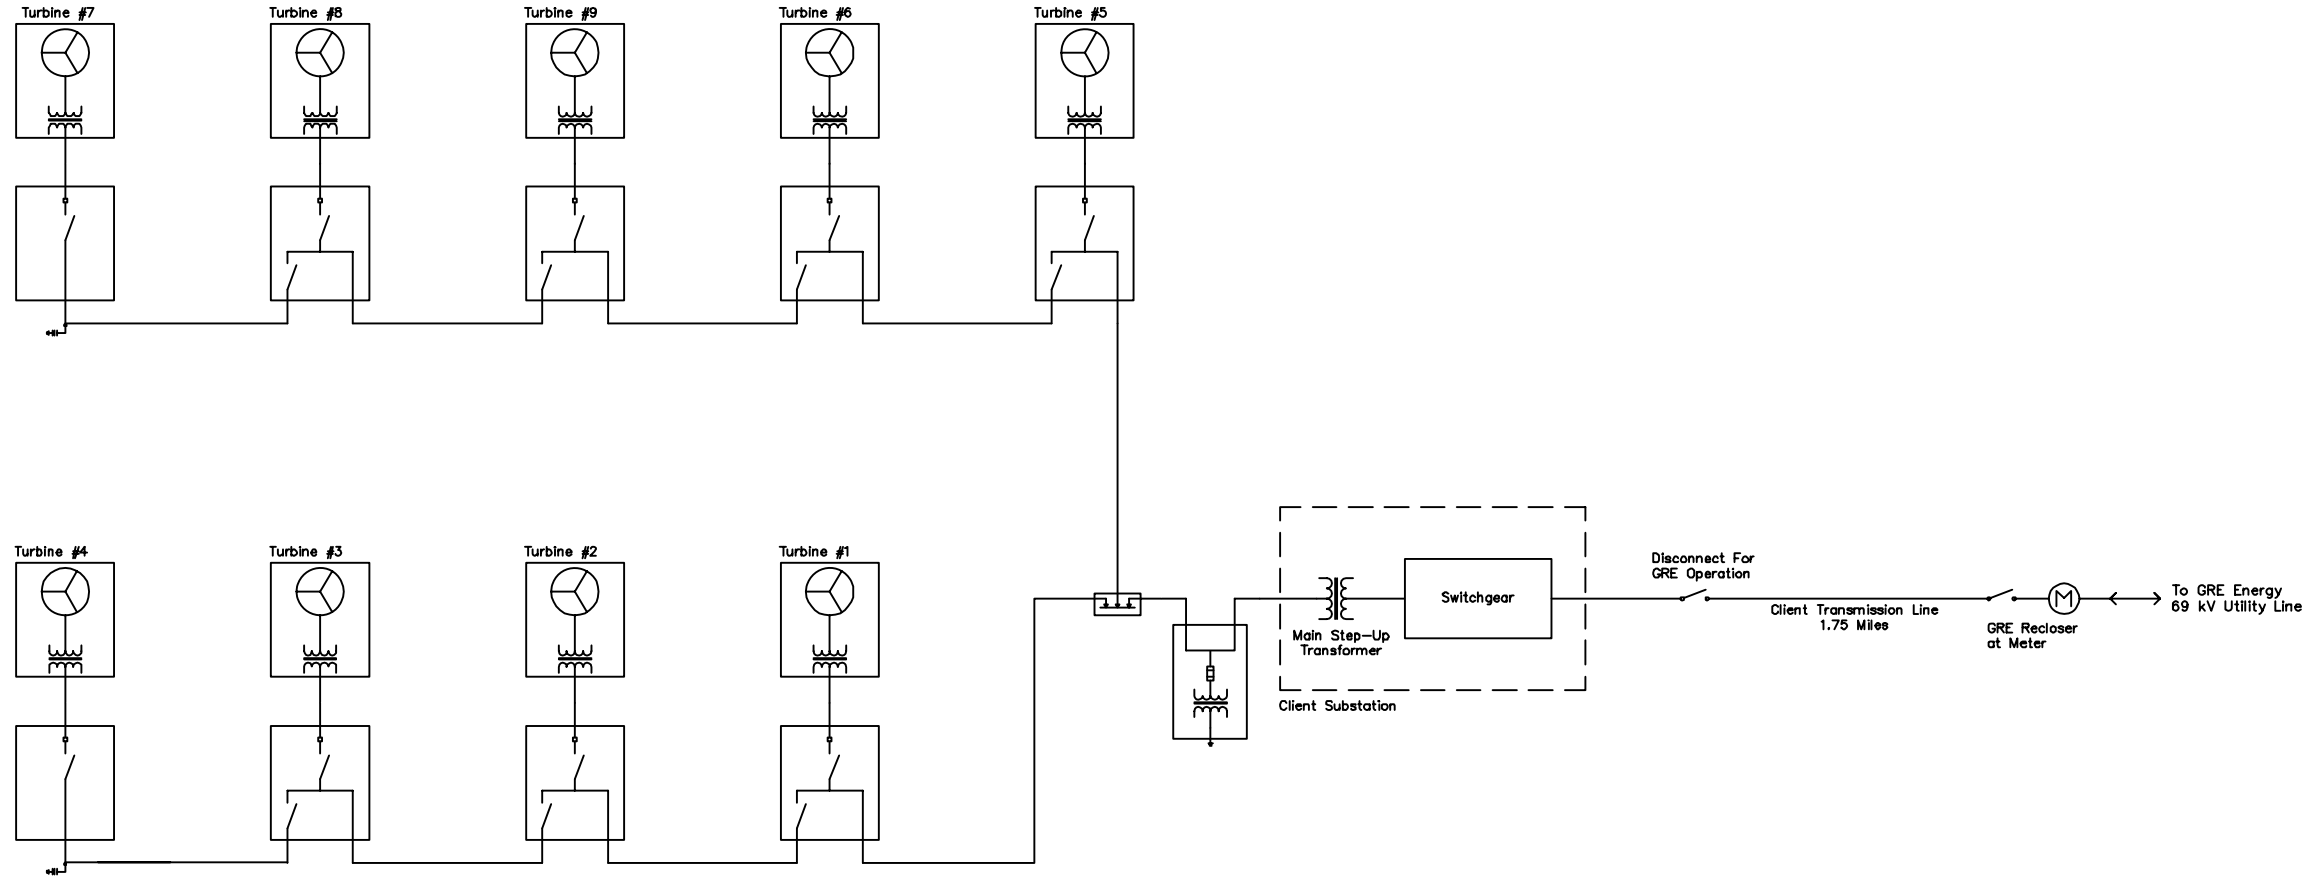 Turbine #7
Turbine #8
Turbine #9
Turbine #6
Turbine #5
Turbine #4
Turbine #3
Turbine #2
Turbine #1
Main Step-Up
Transformer
Switchgear
Client Substation
Disconnect For
GRE Operation
Client Transmission Line
1.75 Miles
GRE Recloser
at Meter
M
To GRE Energy
69 kV Utility Line